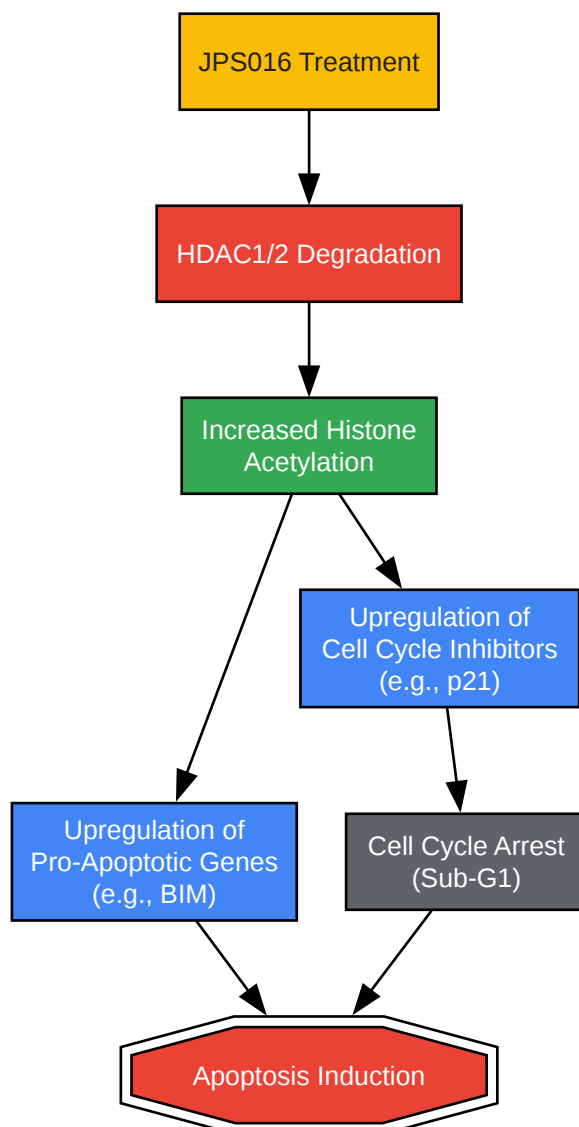 JPS016 Treatment
HDAC1/2 Degradation
Increased Histone
Acetylation
Upregulation of
Cell Cycle Inhibitors
(e.g., p21)
Upregulation of
Pro-Apoptotic Genes
(e.g., BIM)
Cell Cycle Arrest
(Sub-G1)
Apoptosis Induction